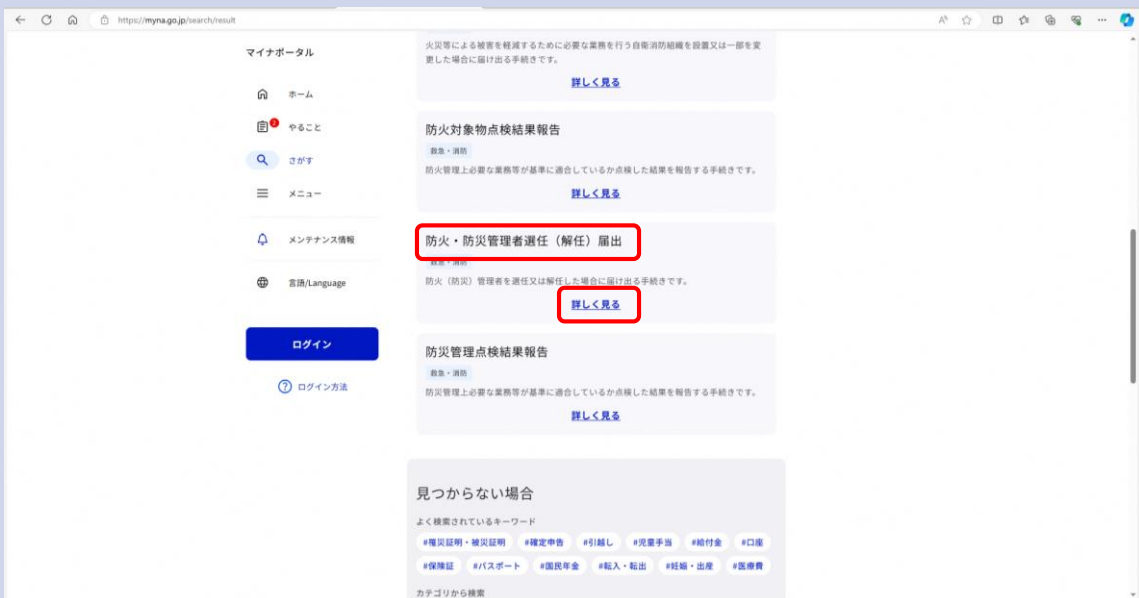 https://myna.go.jp/search/result
マイナポータル
ホーム
2
やること
さがす
メニュー
メンテナンス情報
言語/Language
ログイン
ログイン方法
火災等による被害を軽減するために必要な業務を行う自衛消防組織を設置又は一部を変
更した場合に届け出る手続きです。
詳しく見る
防火対象物点検結果報告
救急・消防
防火管理上必要な業務等が基準に適合しているか点検した結果を報告する手続きです。
詳しく見る
防火・防災管理者選任（解任）届出
救急・消防
防火（防災）管理者を選任又は解任した場合に届け出る手続きです。
詳しく見る
防災管理点検結果報告
救急・消防
防災管理上必要な業務等が基準に適合しているか点検した結果を報告する手続きです。
詳しく見る
見つからない場合
よく検索されているキーワード
#罹災証明・被災証明 #確定申告 #引越し #児童手当 #給付金 #口座
#保険証 #パスポート #国民年金 #転入・転出 #妊娠・出産 #医療費
カテゴリから検索